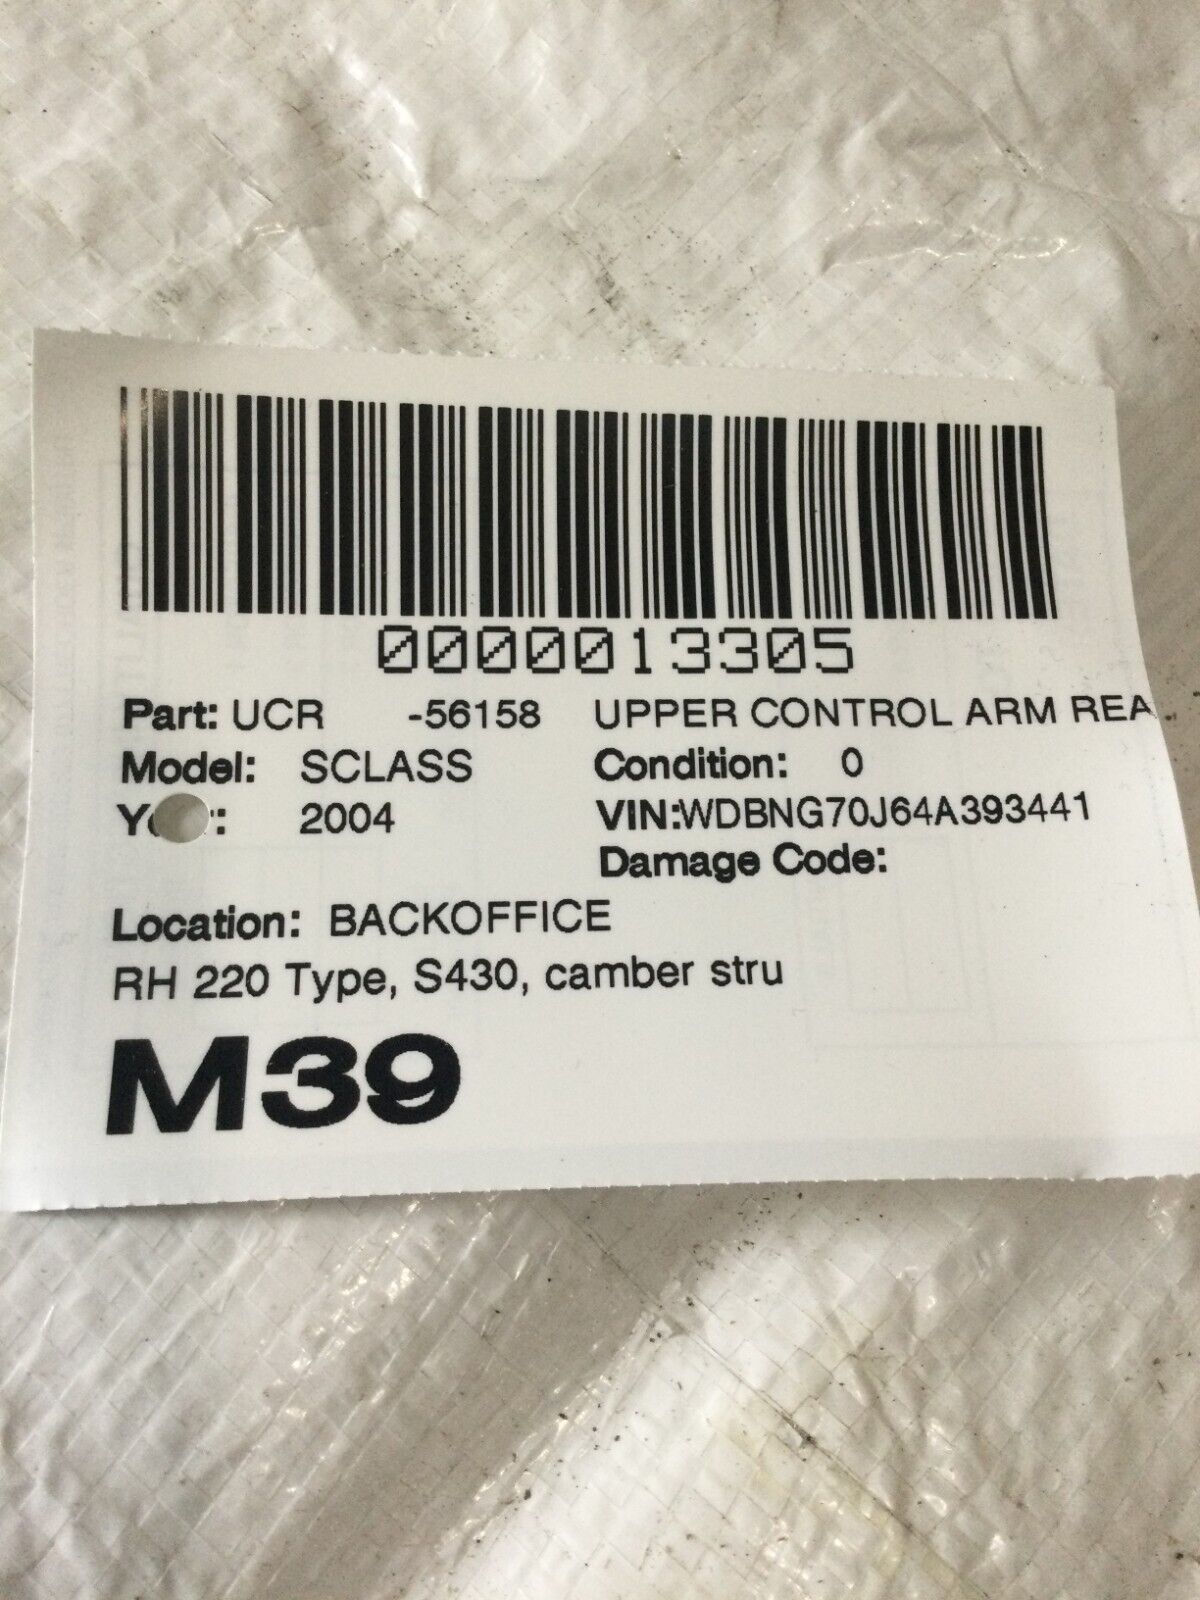 0000013305
Part: UCR -56158 UPPER CONTROL ARM REA
Model: SCLASS Condition: 0
2004 VIN:WDBNG70J64A393441
Damage Code:
Location: BACKOFFICE
RH 220 Type, S430, camber stru
M39